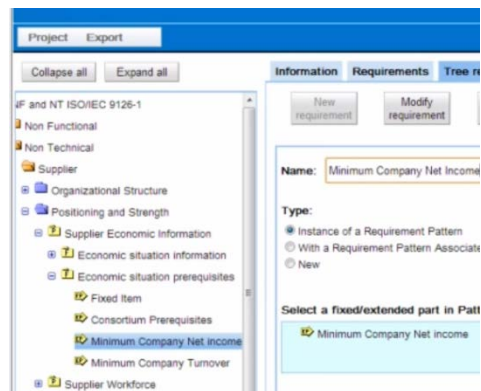 Project Export
Collapse all Expand all
Information Requirements Tree re
New requirement
Modify requirement
IF and NT ISO/IEC 9126-1
Non Functional
Non Technical
Supplier
Organizational Structure
Positioning and Strength
Supplier Economic Information
Economic situation information
Economic situation prerequisites
Fixed Item
Consortium Prerequisites
Minimum Company Net income
Minimum Company Turnover
Supplier Workforce
Name: Minimum Company Net Income
Type:
Instance of a Requirement Pattern
With a Requirement Pattern Associate
New
Select a fixed/extended part in Patt
Minimum Company Net income